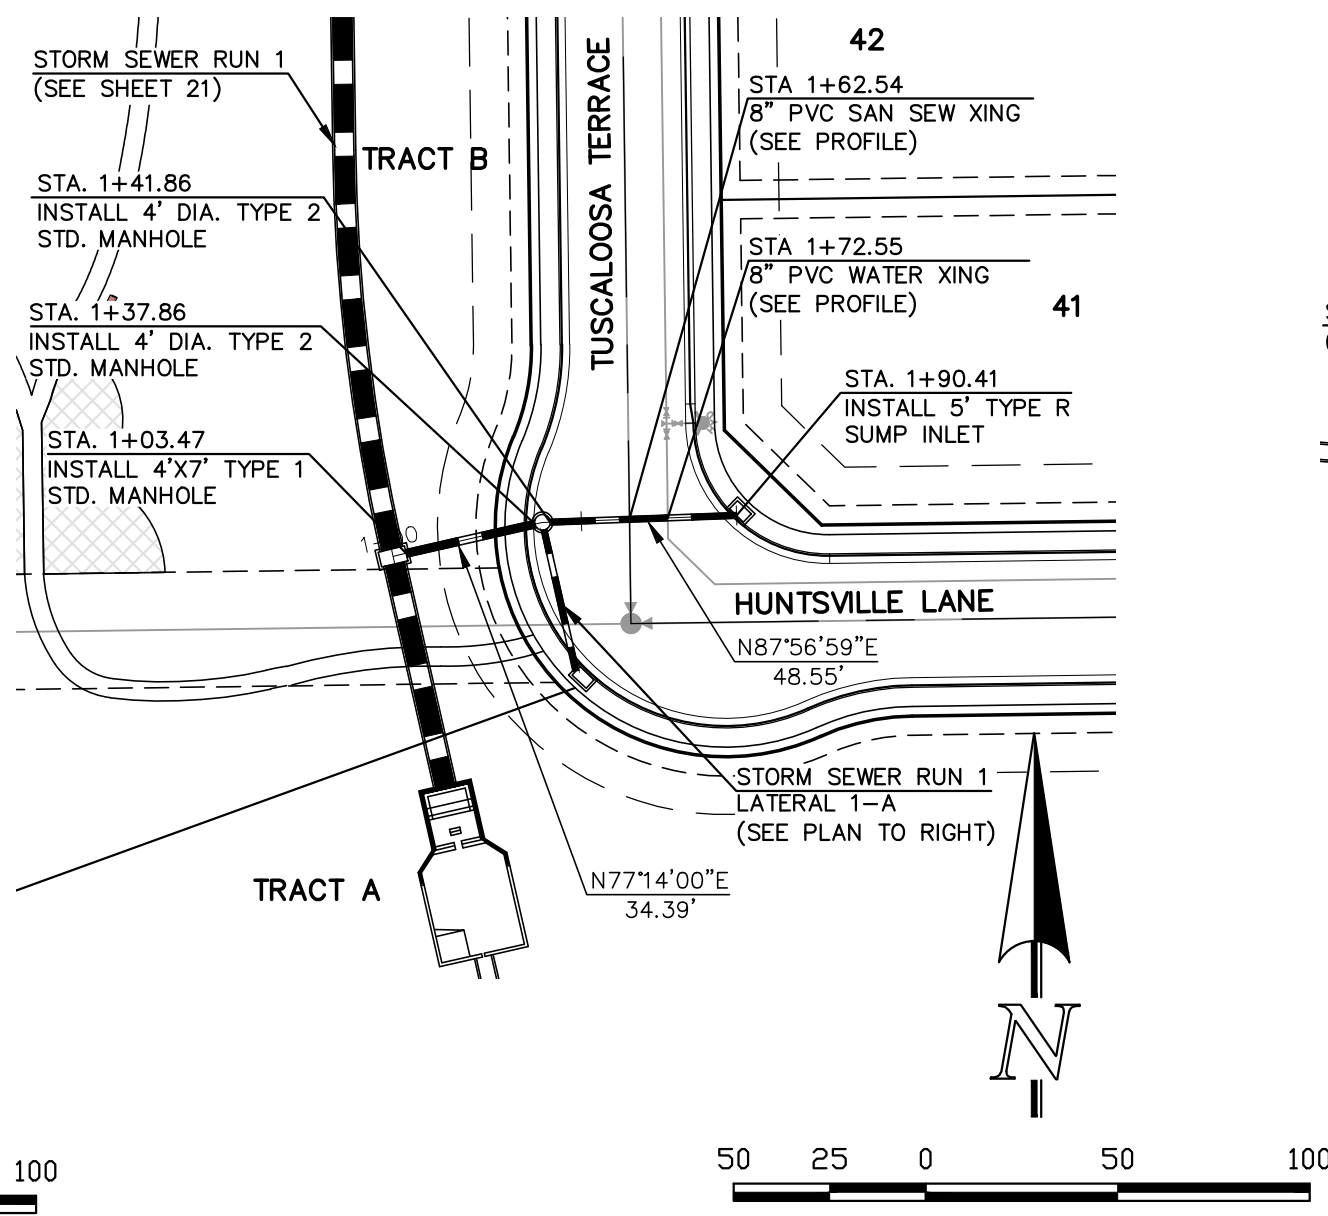 STORM SEWER RUN 1
(SEE SHEET 21)
TRACT B
STA. 1+41.86
INSTALL 4' DIA. TYPE 2
STD. MANHOLE
STA. 1+37.86
INSTALL 4' DIA. TYPE 2
STD. MANHOLE
STA. 1+03.47
INSTALL 4'X7' TYPE 1
STD. MANHOLE
TUSCALOOSA TERRACE
42
STA 1+62.54
8" PVC SAN SEW XING
(SEE PROFILE)
STA 1+72.55
8" PVC WATER XING
(SEE PROFILE)
41
STA. 1+90.41
INSTALL 5' TYPE R
SUMP INLET
HUNTSVILLE LANE
N87°56'59"E
48.55'
STORM SEWER RUN 1
LATERAL 1-A
(SEE PLAN TO RIGHT)
N77°14'00"E
34.39'
TRACT A
N
100
50 25 0 50 100